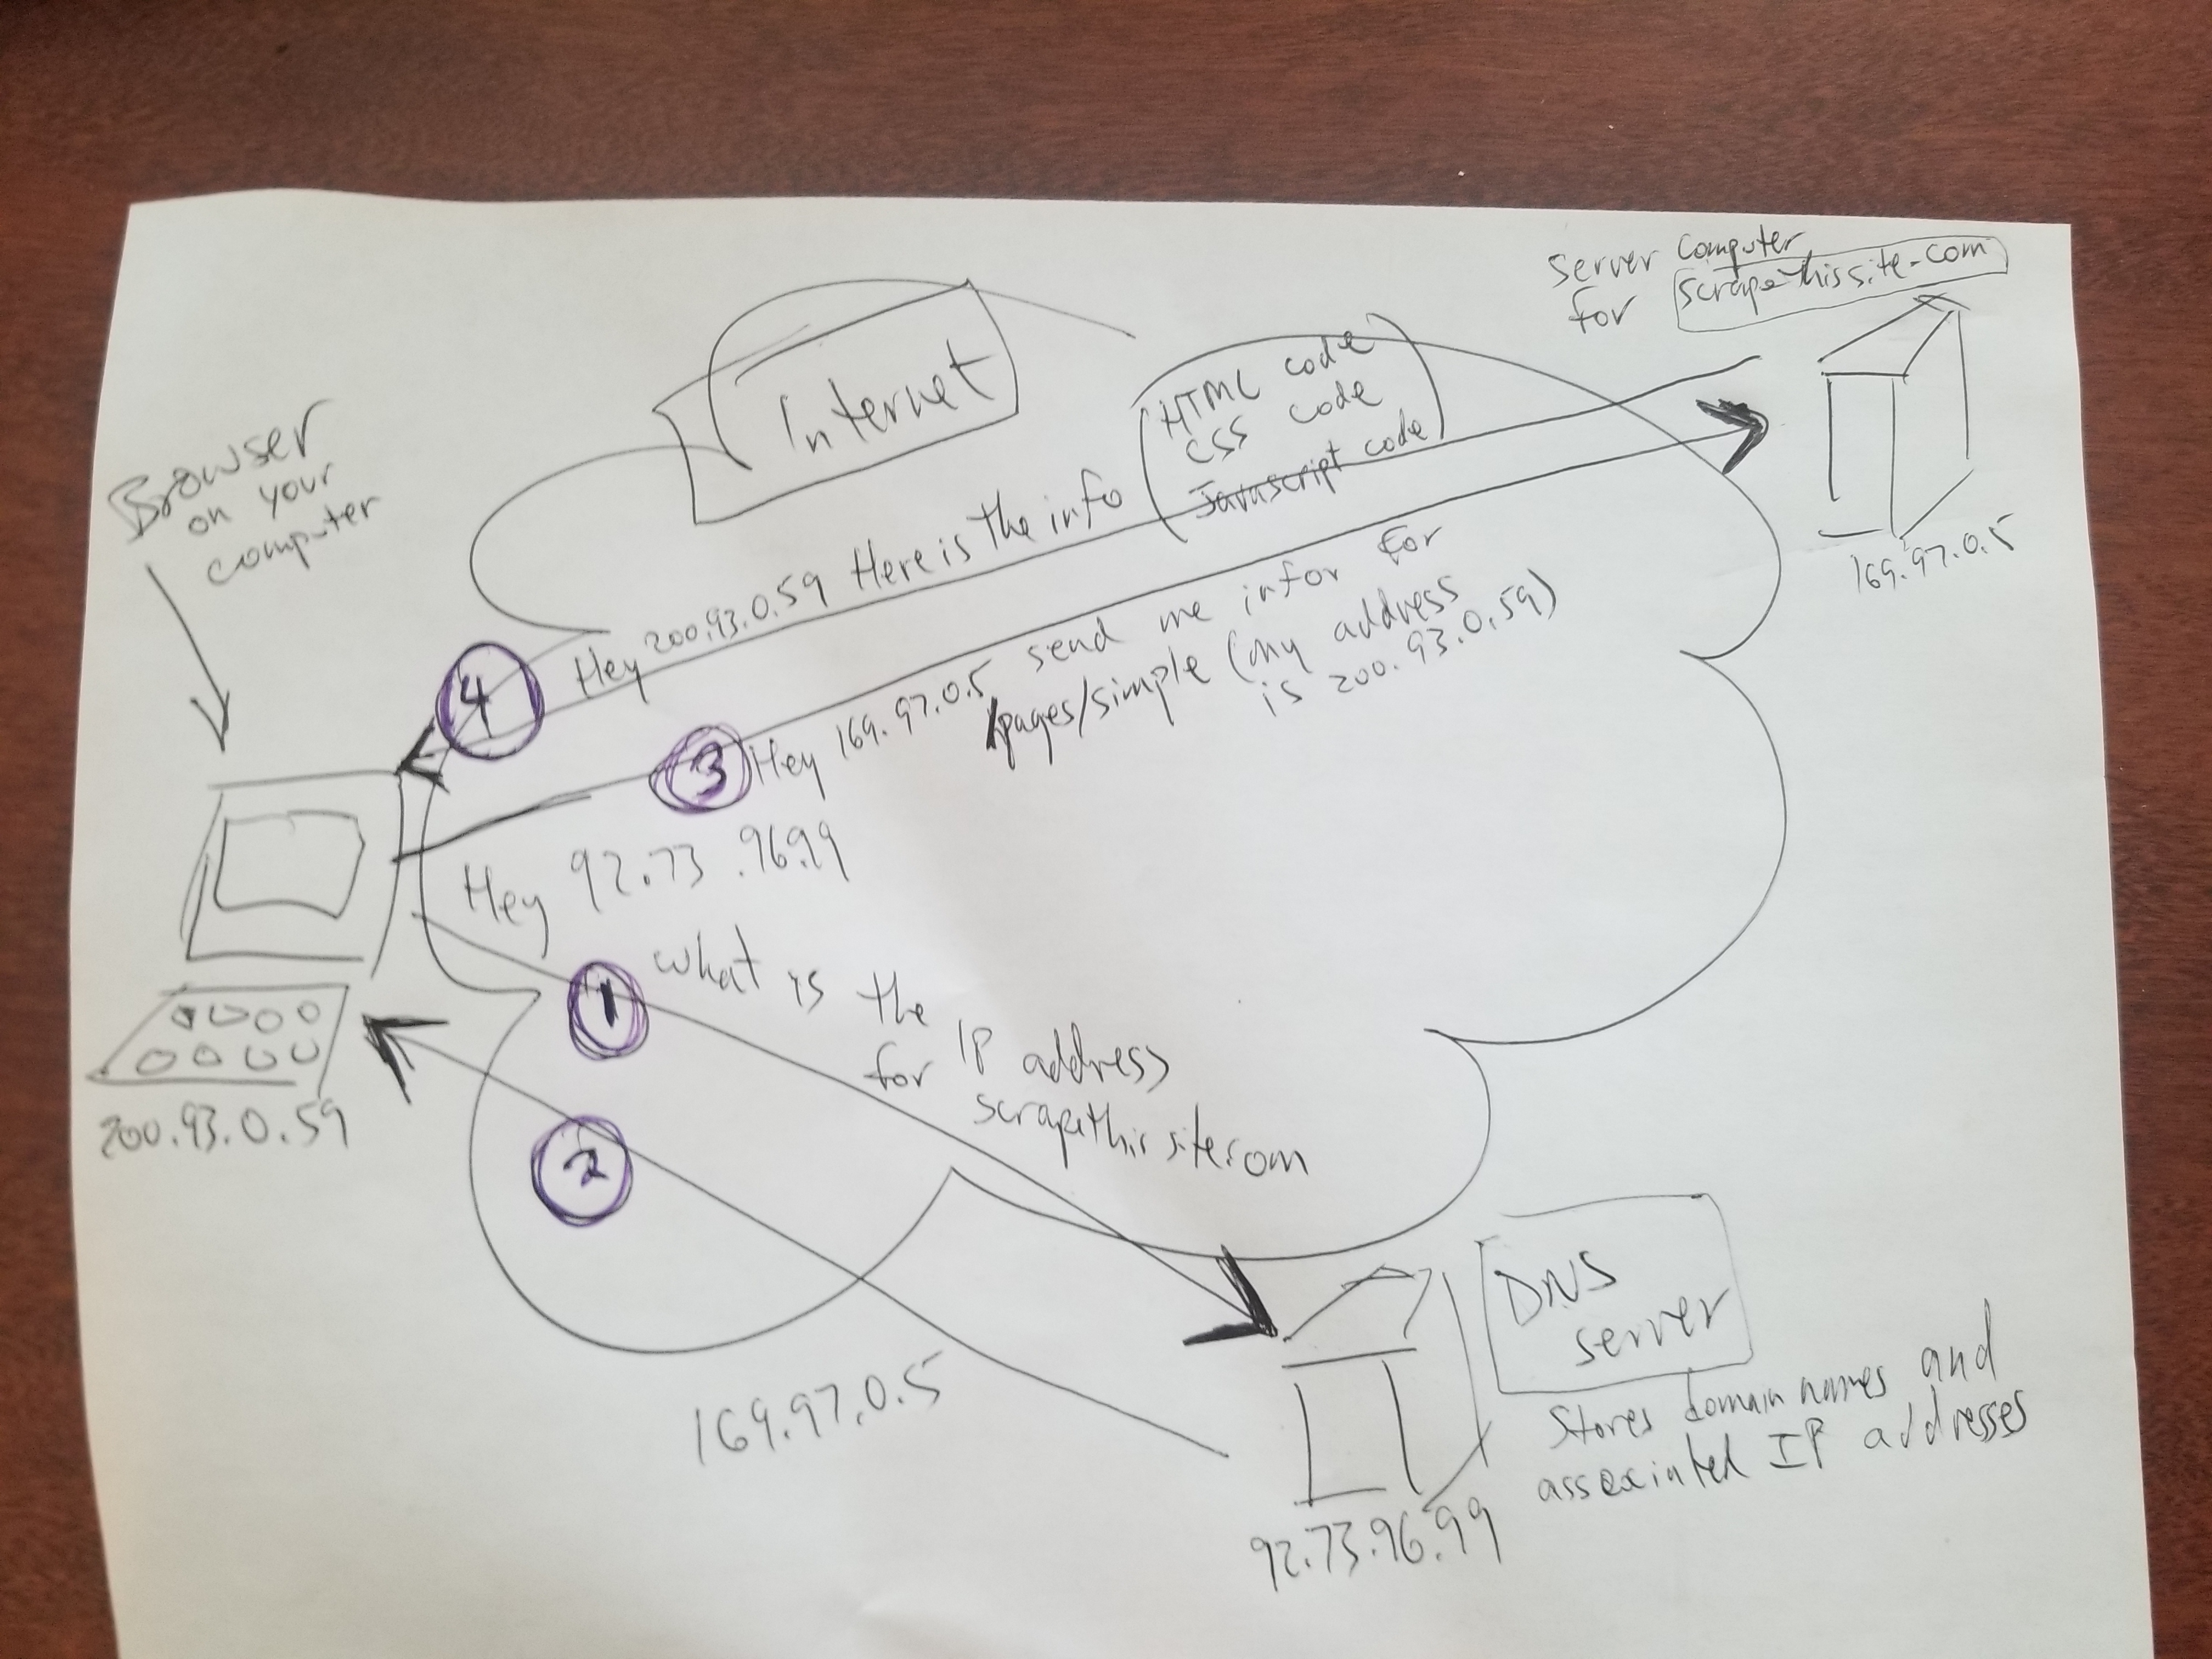 Server Computer
for scrapethissite.com
Internet
HTML code
CSS code
Javascript code
Browser
on your
computer
169.97.0.5
4 Hey 200.93.0.59 Here is the info
3 Hey 169.97.0.5 send me infor for
/pages/simple (my address
is 200.93.0.59)
Hey 92.73.96.99
1 what is the
IP address
for
scrapethissite.com
200.93.0.59
2
169.97.0.5
DNS
server
Stores domain names and
associated IP addresses
92.73.96.99